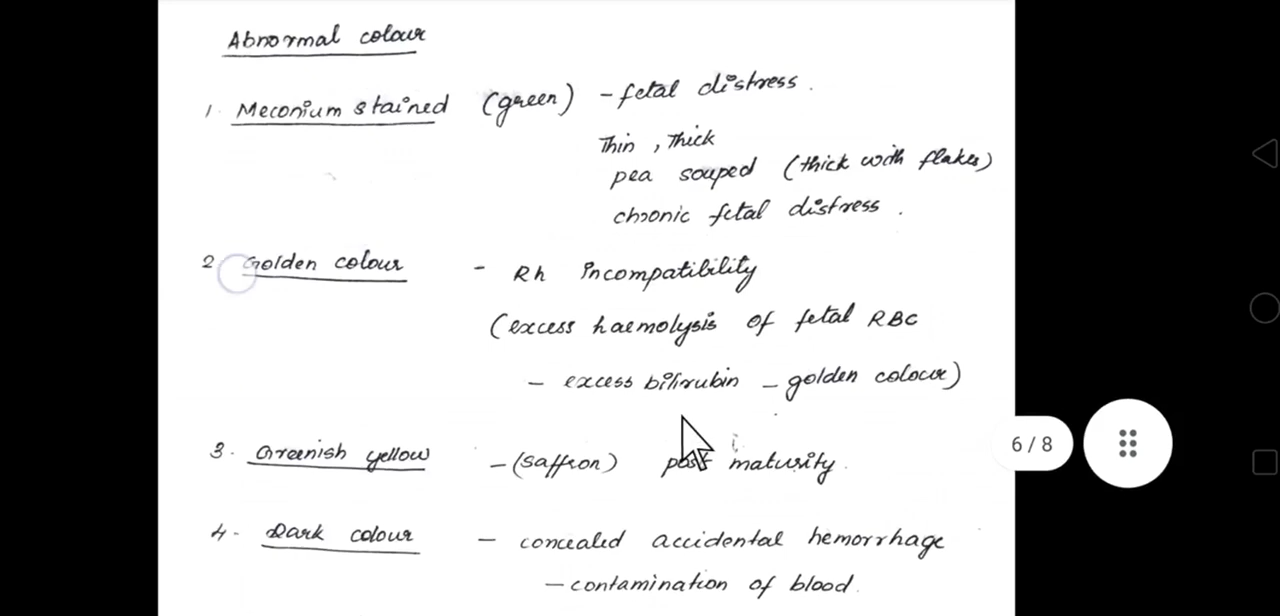 Abnormal colour
1. Meconium stained (green) - fetal distress.
Thin, Thick
pea souped (thick with flakes)
chronic fetal distress.
2 Golden colour - Rh incompatibility
(excess haemolysis of fetal RBC
- excess bilirubin - golden colour)
3. Greenish yellow - (saffron) post maturity.
6 / 8
4. Dark colour - concealed accidental hemorrhage
- contamination of blood.